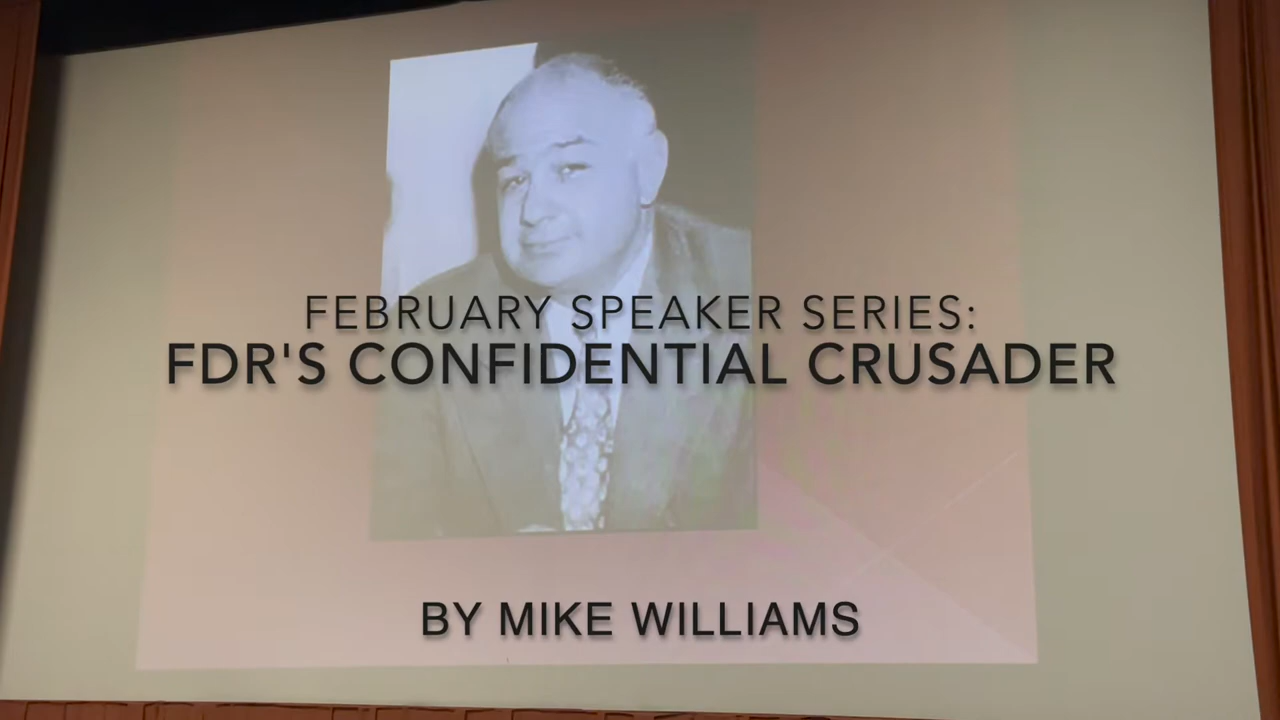 FEBRUARY SPEAKER SERIES:
FDR'S CONFIDENTIAL CRUSADER
BY MIKE WILLIAMS